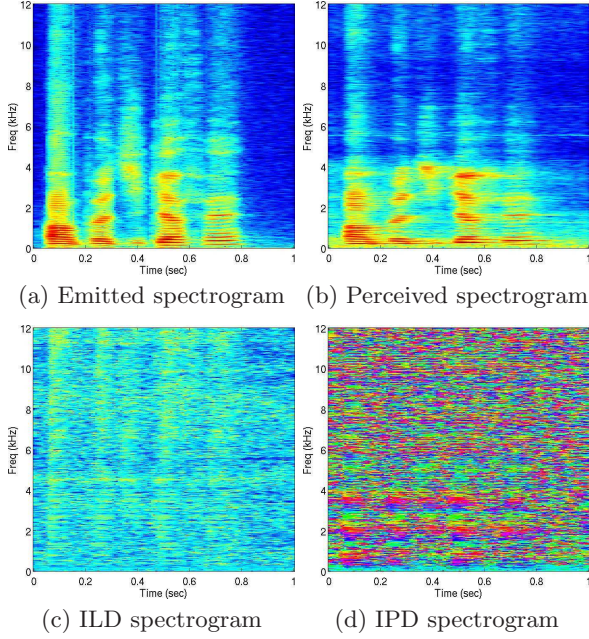 12
10
8
6
4
2
0
Freq (kHz)
0 0.2 0.4 0.6 0.8 1
Time (sec)
(a) Emitted spectrogram
12
10
8
6
4
2
0
Freq (kHz)
0 0.2 0.4 0.6 0.8 1
Time (sec)
(b) Perceived spectrogram
12
10
8
6
4
2
0
Freq (kHz)
0 0.2 0.4 0.6 0.8 1
Time (sec)
(c) ILD spectrogram
12
10
8
6
4
2
0
Freq (kHz)
0 0.2 0.4 0.6 0.8 1
Time (sec)
(d) IPD spectrogram